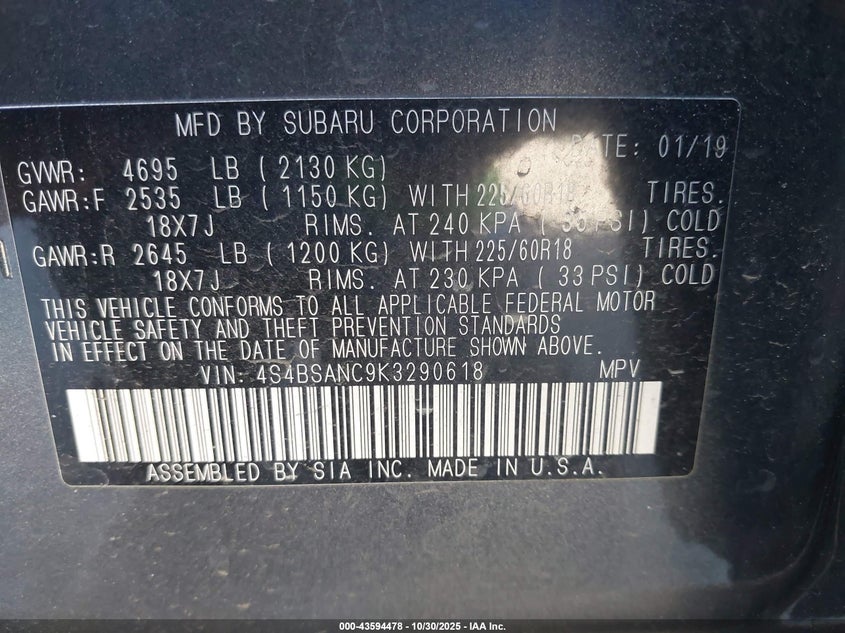 MFD BY SUBARU CORPORATION
DATE: 01/19
GVWR: 4695 LB ( 2130 KG)
GAWR:F 2535 LB ( 1150 KG) WITH 225/60R18 TIRES.
18X7J RIMS. AT 240 KPA ( 35 PSI) COLD
GAWR:R 2645 LB ( 1200 KG) WITH 225/60R18 TIRES.
18X7J RIMS. AT 230 KPA ( 33 PSI) COLD
THIS VEHICLE CONFORMS TO ALL APPLICABLE FEDERAL MOTOR
VEHICLE SAFETY AND THEFT PREVENTION STANDARDS
IN EFFECT ON THE DATE OF MANUFACTURE SHOWN ABOVE.
VIN: 4S4BSANC9K3290618 MPV
ASSEMBLED BY SIA INC. MADE IN U.S.A.
000-43594478 - 10/30/2025 - IAA Inc.